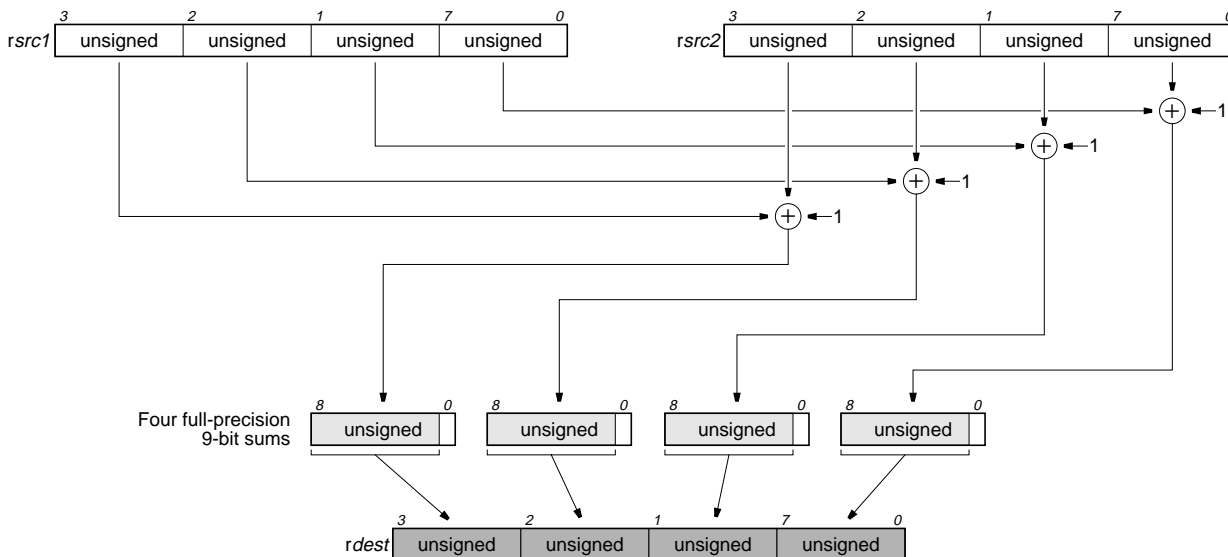 3 2 1 7 0 3 2 1 7 0
rsrc1 unsigned unsigned unsigned unsigned rsrc2 unsigned unsigned unsigned unsigned
+ 1
+ 1
+ 1
+ 1
8 0 8 0 8 0 8 0
Four full-precision
9-bit sums
unsigned unsigned unsigned unsigned
3 2 1 7 0
rdest unsigned unsigned unsigned unsigned